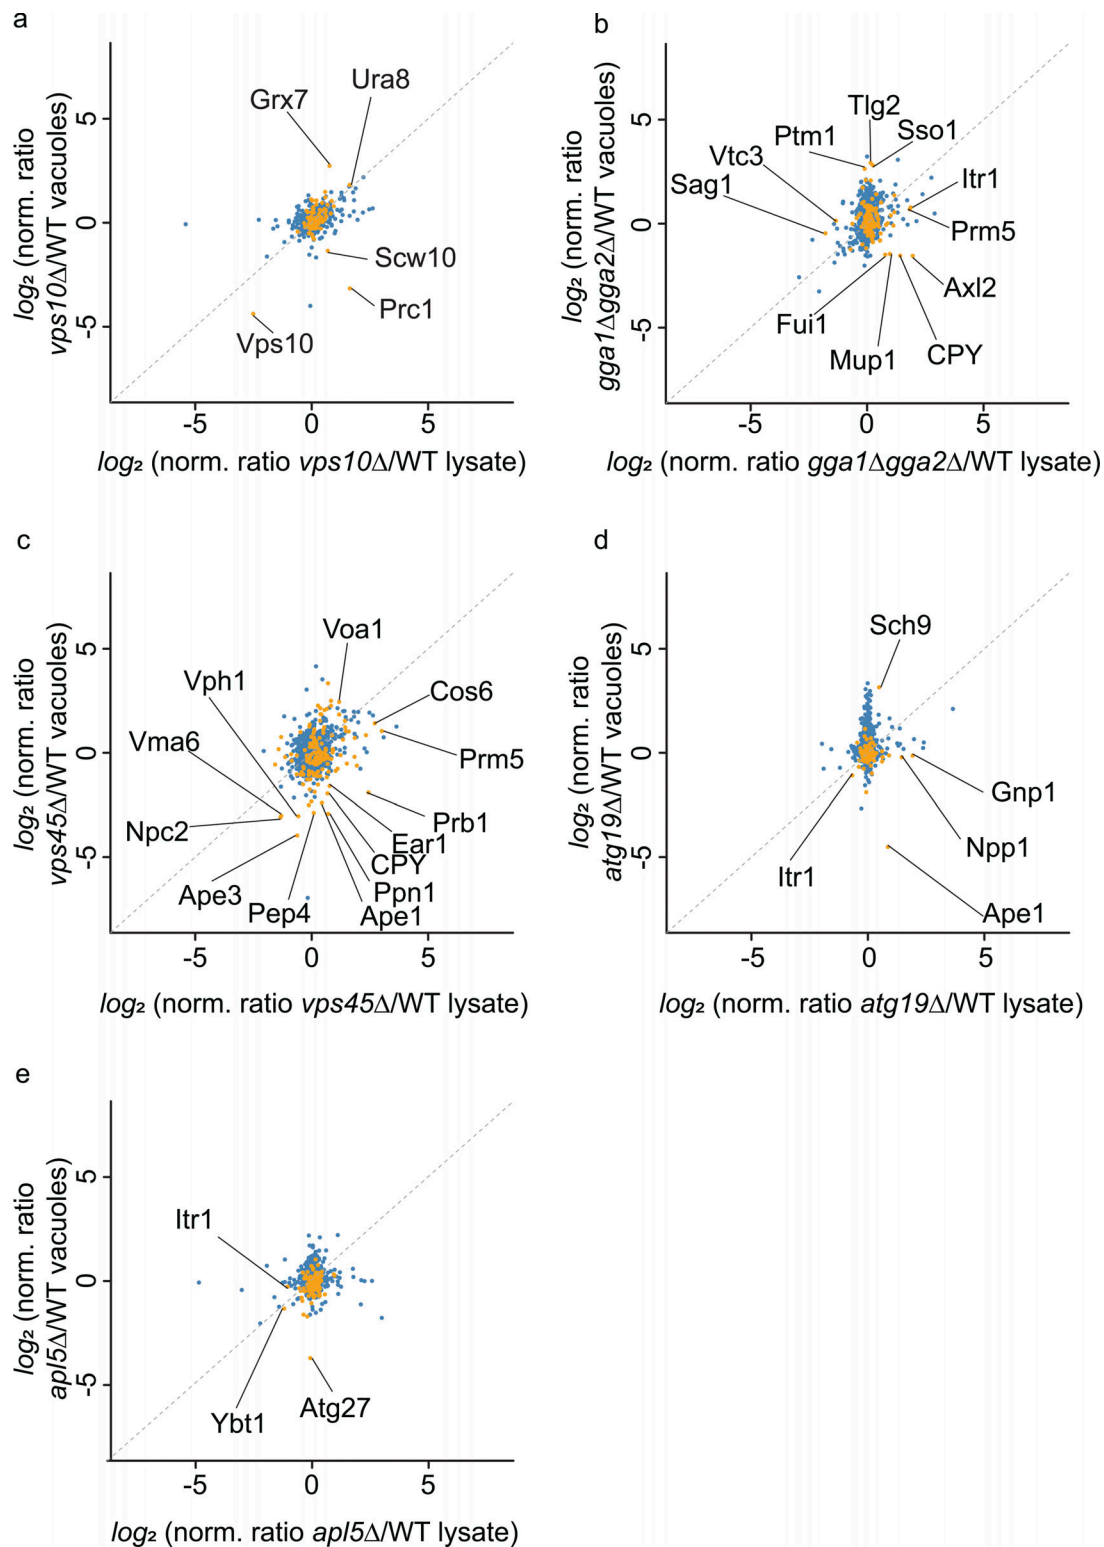 a
log₂ (norm. ratio
vps10Δ/WT vacuoles)
5
0
-5
Grx7
Ura8
Scw10
Prc1
Vps10
-5 0 5
log₂ (norm. ratio vps10Δ/WT lysate)
b
log₂ (norm. ratio
gga1Δgga2Δ/WT vacuoles)
5
0
-5
Tlg2
Ptm1
Sso1
Vtc3
Sag1
Itr1
Prm5
Axl2
Fui1
Mup1
CPY
-5 0 5
log₂ (norm. ratio gga1Δgga2Δ/WT lysate)
c
log₂ (norm. ratio
vps45Δ/WT vacuoles)
5
0
-5
Voa1
Vph1
Cos6
Vma6
Prm5
Npc2
Prb1
Ear1
CPY
Ape3
Ppn1
Pep4
Ape1
-5 0 5
log₂ (norm. ratio vps45Δ/WT lysate)
d
log₂ (norm. ratio
atg19Δ/WT vacuoles)
5
0
-5
Sch9
Gnp1
Npp1
Itr1
Ape1
-5 0 5
log₂ (norm. ratio atg19Δ/WT lysate)
e
log₂ (norm. ratio
apl5Δ/WT vacuoles)
5
0
-5
Itr1
Ybt1
Atg27
-5 0 5
log₂ (norm. ratio apl5Δ/WT lysate)